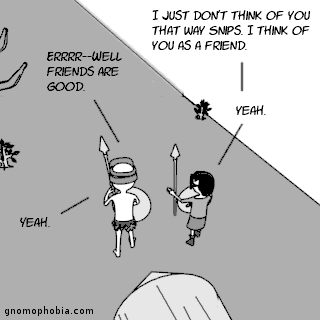 I JUST DON'T THINK OF YOU
THAT WAY SNIPS. I THINK OF
YOU AS A FRIEND.
ERRRR--WELL
FRIENDS ARE
GOOD.
YEAH.
YEAH.
gnomophobia.com